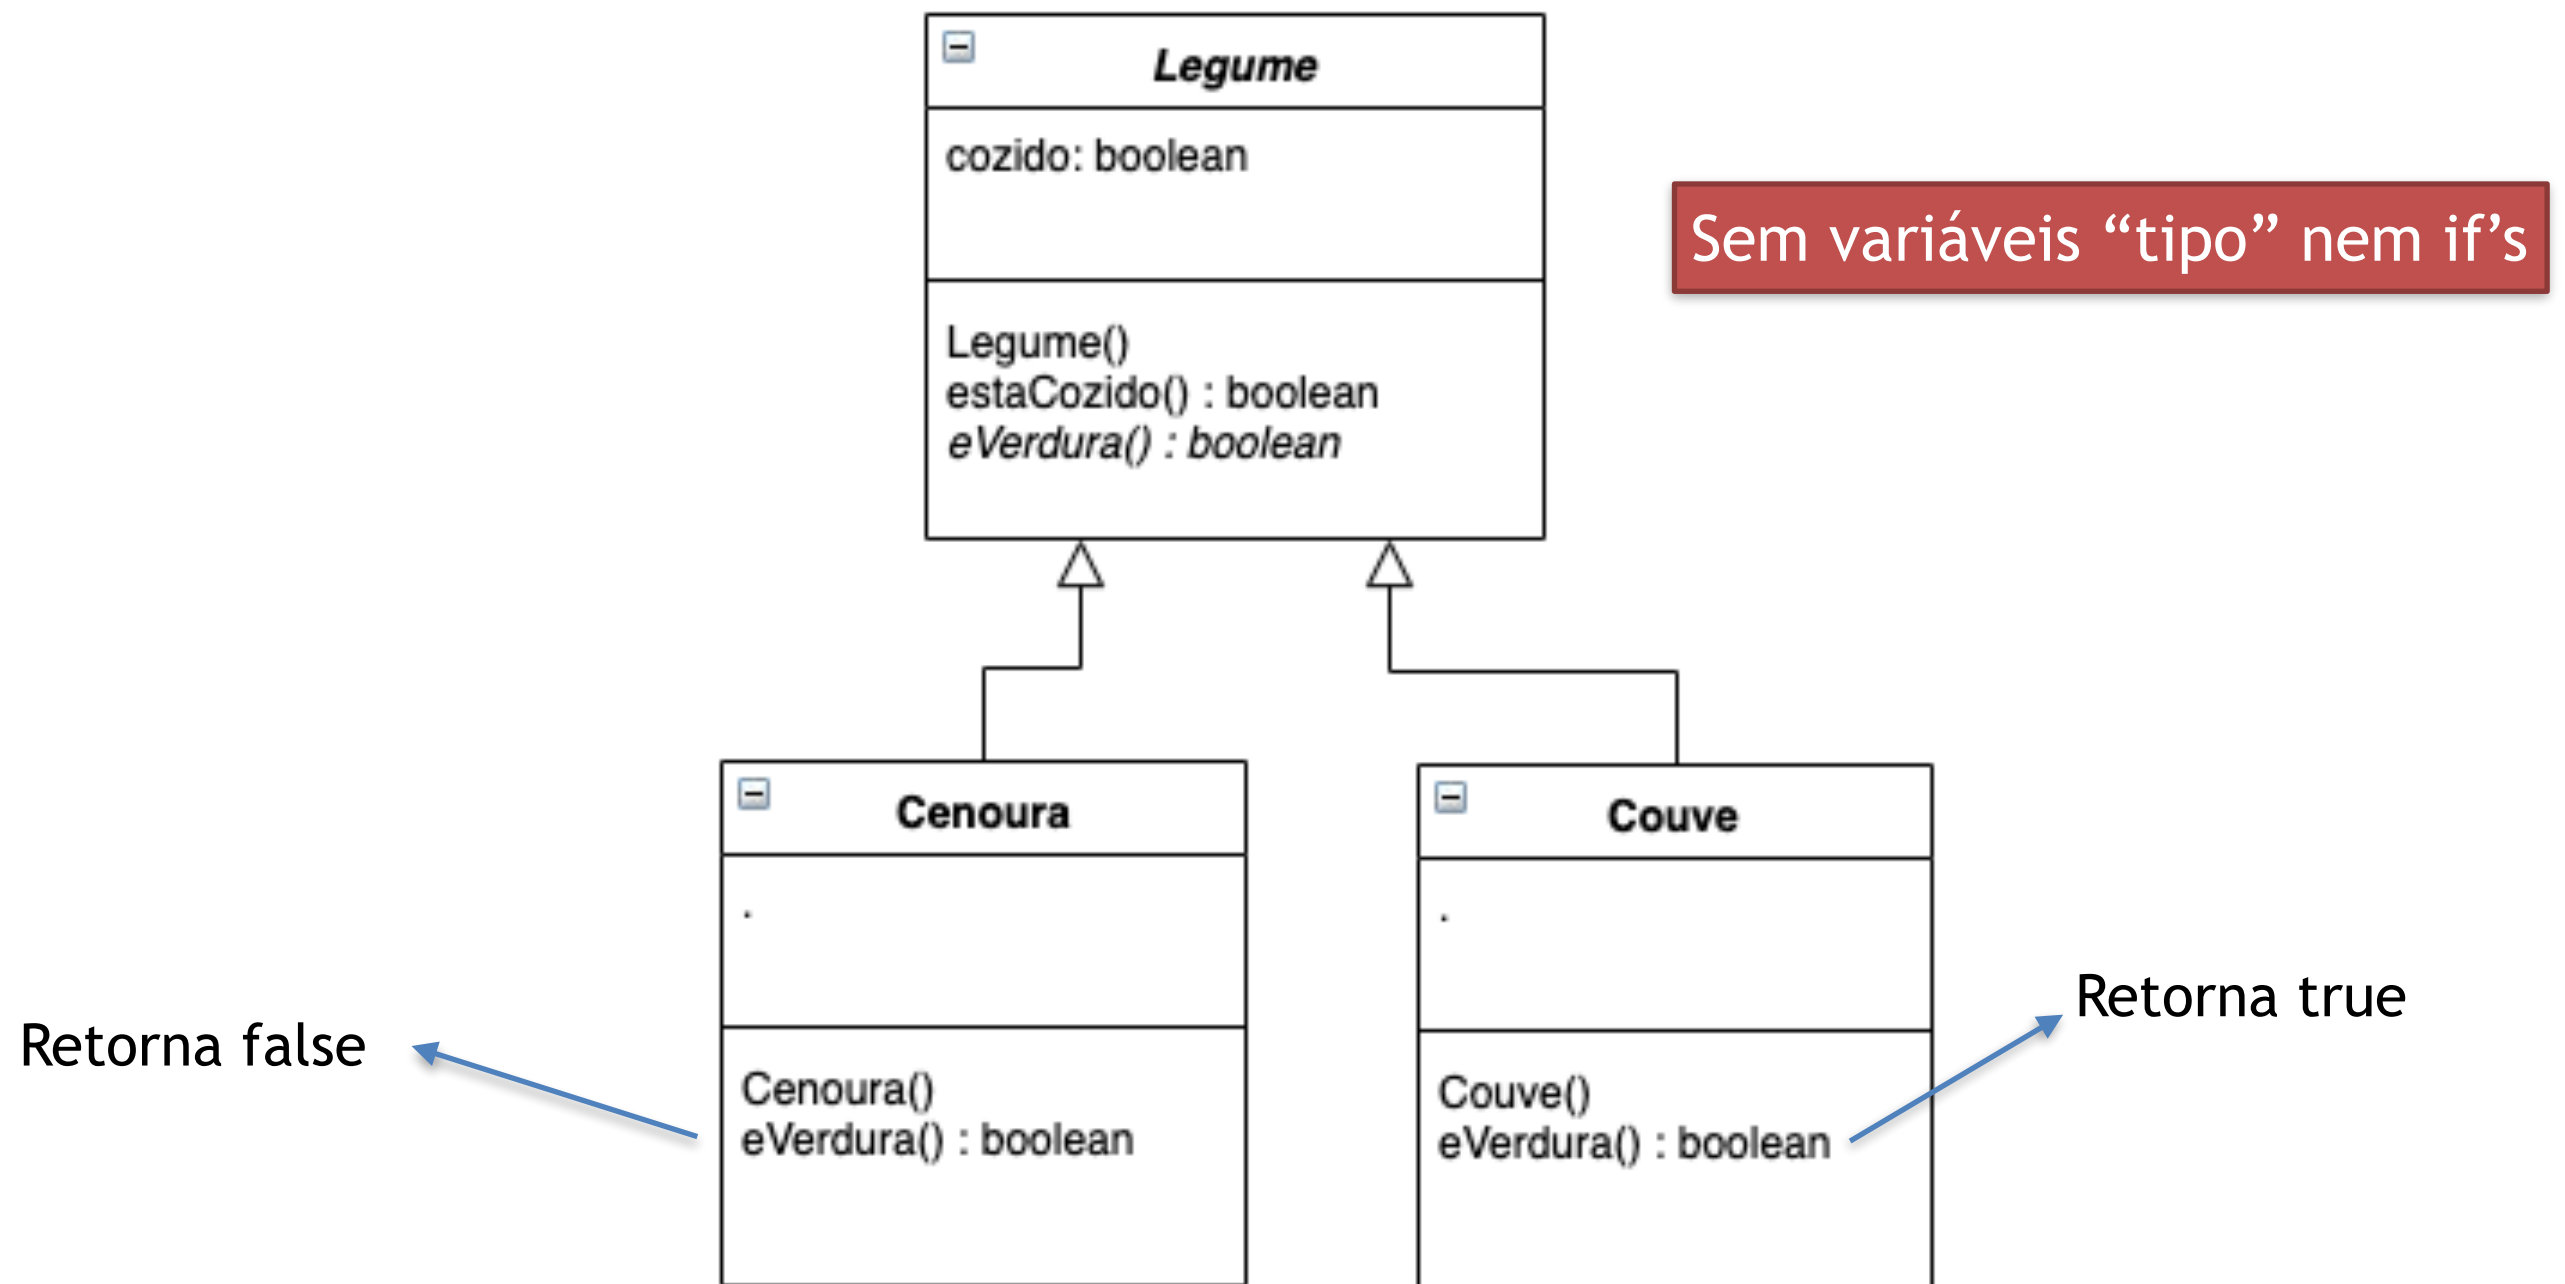 Legume
cozido: boolean
Sem variáveis “tipo” nem if’s
Legume()
estaCozido() : boolean
eVerdura() : boolean
Cenoura
.
Cenoura()
eVerdura() : boolean
Retorna false
Couve
.
Couve()
eVerdura() : boolean
Retorna true